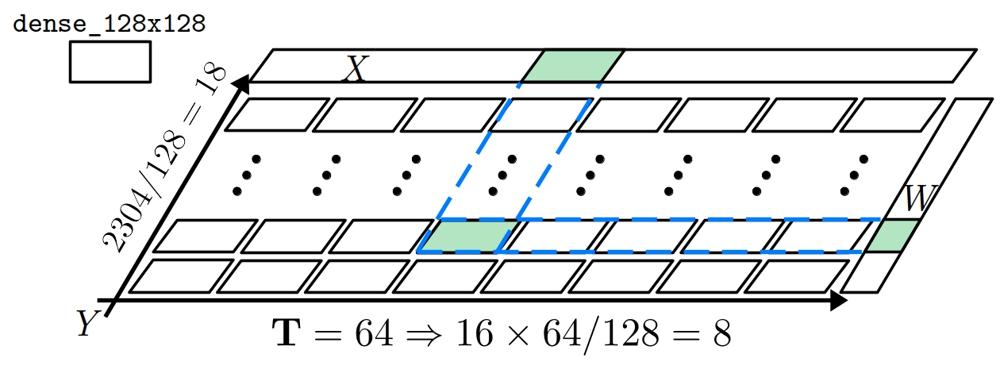 dense_128x128
X
2304/128 = 18
W
Y
T = 64 ⇒ 16 × 64/128 = 8